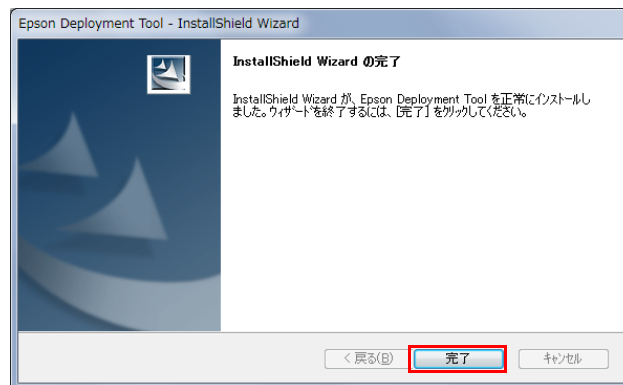 Epson Deployment Tool - InstallShield Wizard
InstallShield Wizard の完了
InstallShield Wizard が、Epson Deployment Tool を正常にインストールし
ました。ウィザードを終了するには、[完了] をクリックしてください。
< 戻る(B)
完了
キャンセル